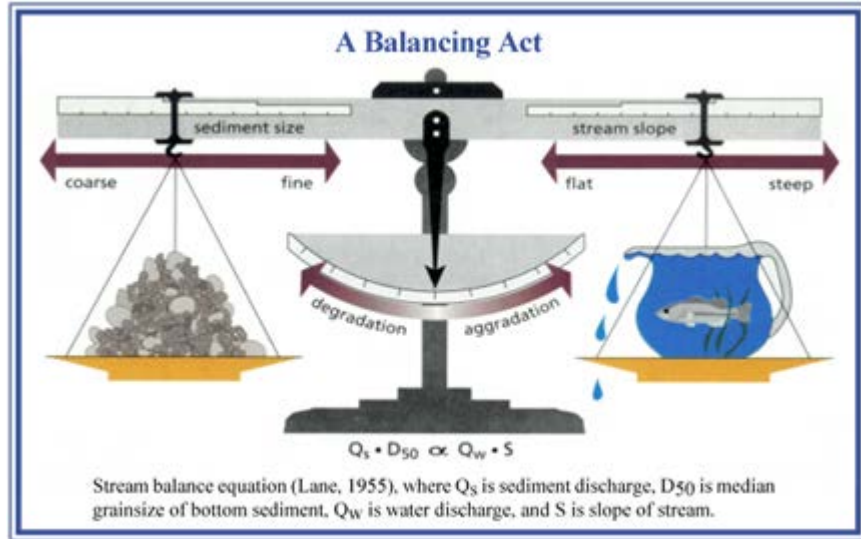 A Balancing Act
sediment size
stream slope
coarse
fine
flat
steep
degradation
aggradation
Qₛ • D₅₀ ∝ Q_w • S
Stream balance equation (Lane, 1955), where Qₛ is sediment discharge, D₅₀ is median
grainsize of bottom sediment, Q_w is water discharge, and S is slope of stream.